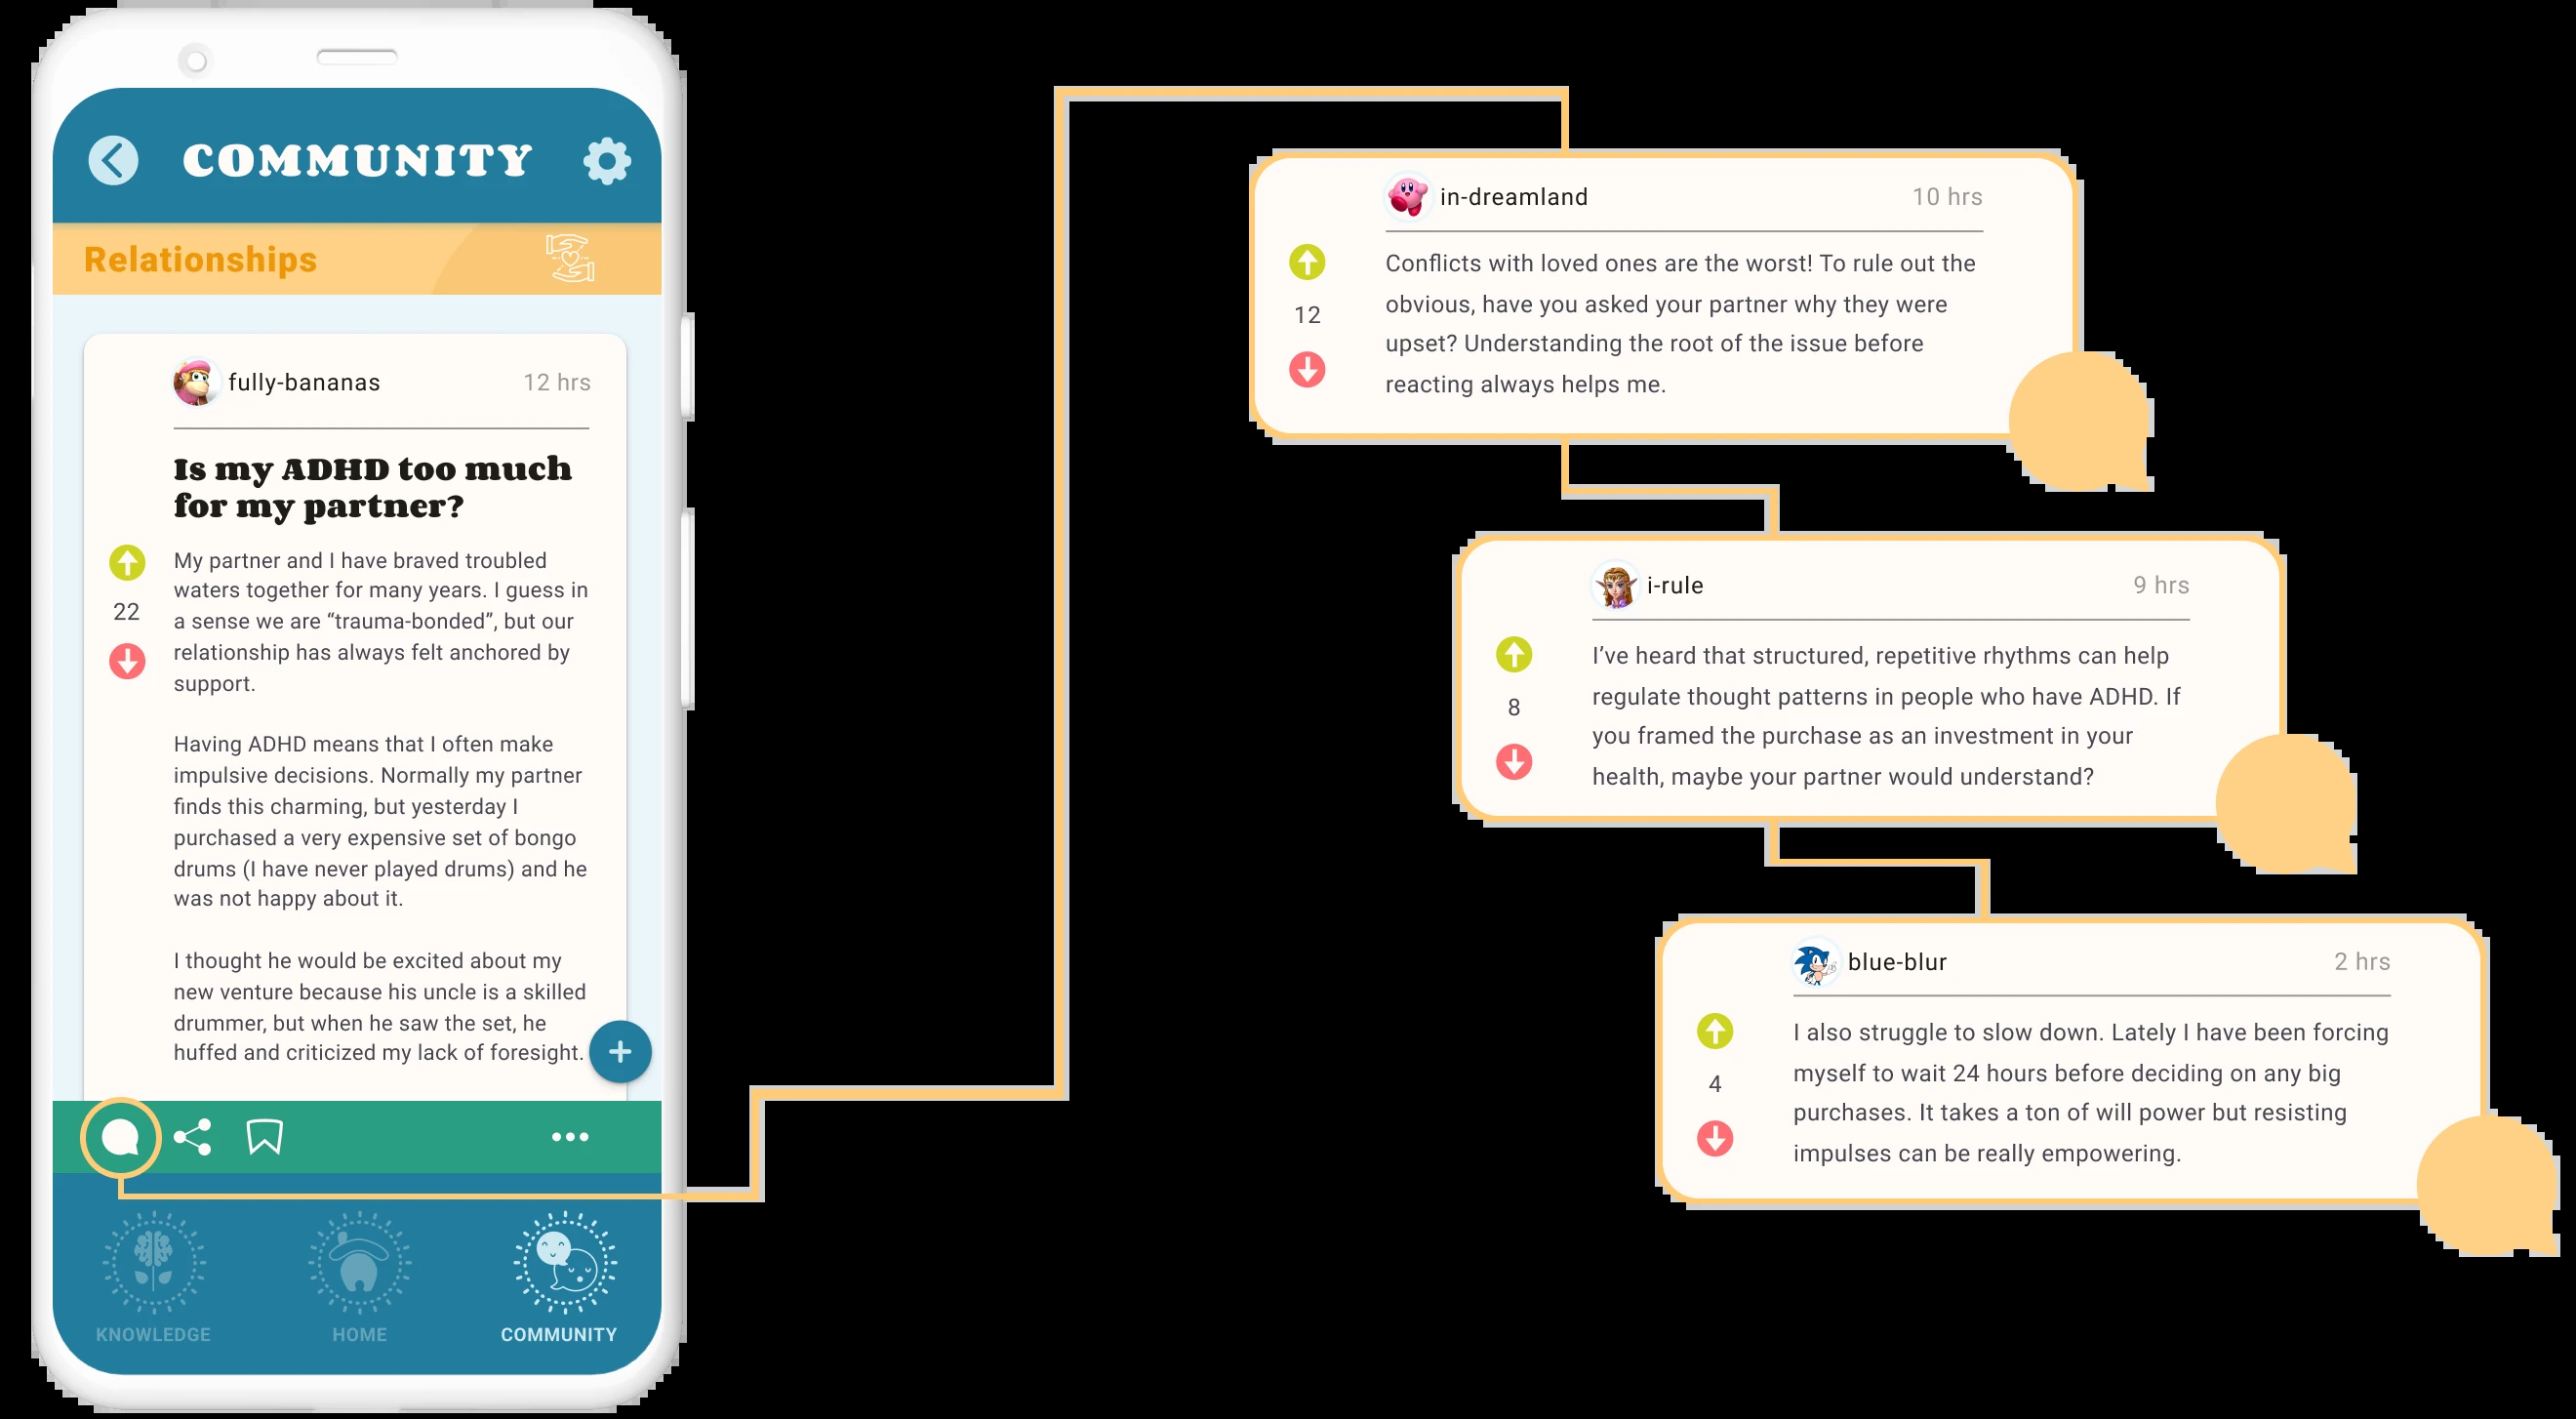 COMMUNITY
Relationships
fully-bananas 12 hrs
Is my ADHD too much
for my partner?
My partner and I have braved troubled
waters together for many years. I guess in
a sense we are “trauma-bonded”, but our
relationship has always felt anchored by
support.
22
Having ADHD means that I often make
impulsive decisions. Normally my partner
finds this charming, but yesterday I
purchased a very expensive set of bongo
drums (I have never played drums) and he
was not happy about it.
I thought he would be excited about my
new venture because his uncle is a skilled
drummer, but when he saw the set, he
huffed and criticized my lack of foresight.
KNOWLEDGE
HOME
COMMUNITY
in-dreamland 10 hrs
Conflicts with loved ones are the worst! To rule out the
obvious, have you asked your partner why they were
upset? Understanding the root of the issue before
reacting always helps me.
12
i-rule 9 hrs
I’ve heard that structured, repetitive rhythms can help
regulate thought patterns in people who have ADHD. If
you framed the purchase as an investment in your
health, maybe your partner would understand?
8
blue-blur 2 hrs
I also struggle to slow down. Lately I have been forcing
myself to wait 24 hours before deciding on any big
purchases. It takes a ton of will power but resisting
impulses can be really empowering.
4